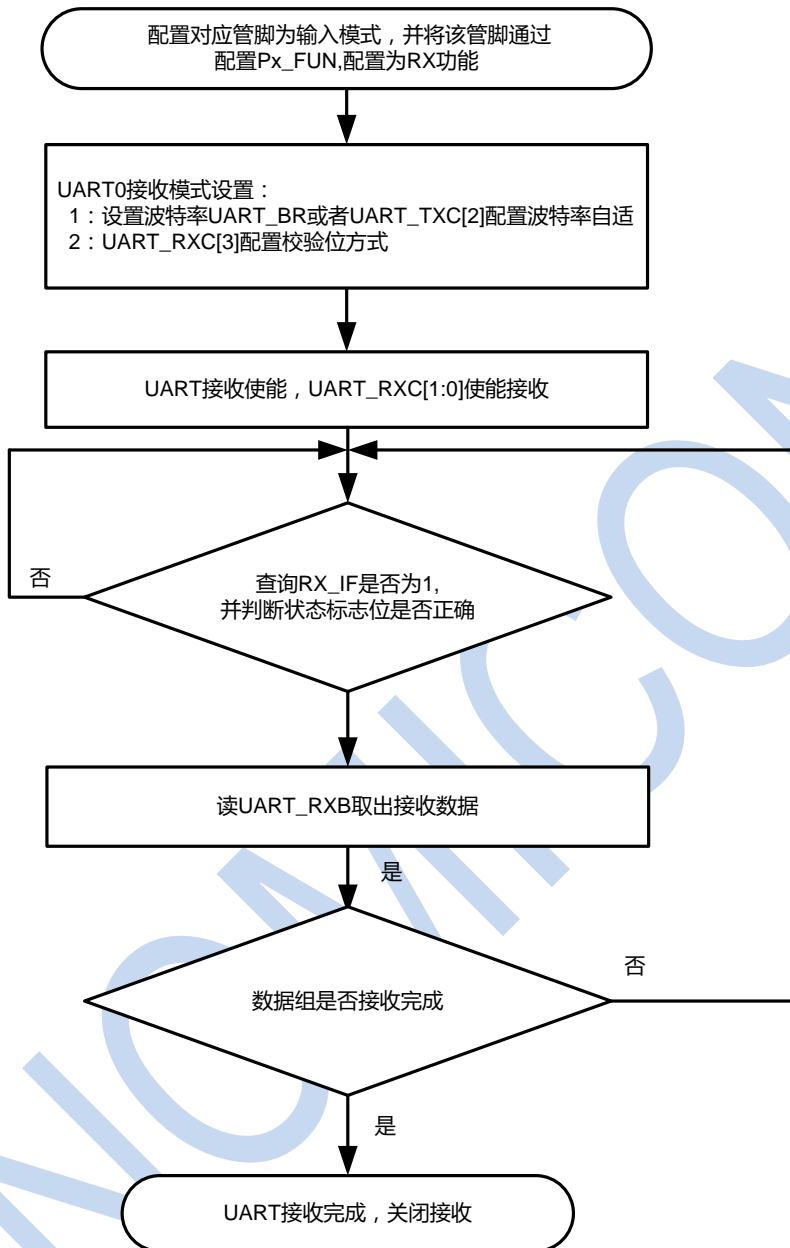 配置对应管脚为输入模式，并将该管脚通过
配置Px_FUN,配置为RX功能
UART0接收模式设置：
1：设置波特率UART_BR或者UART_TXC[2]配置波特率自适
2：UART_RXC[3]配置校验位方式
UART接收使能，UART_RXC[1:0]使能接收
否
查询RX_IF是否为1,
并判断状态标志位是否正确
读UART_RXB取出接收数据
是
否
数据组是否接收完成
是
UART接收完成，关闭接收